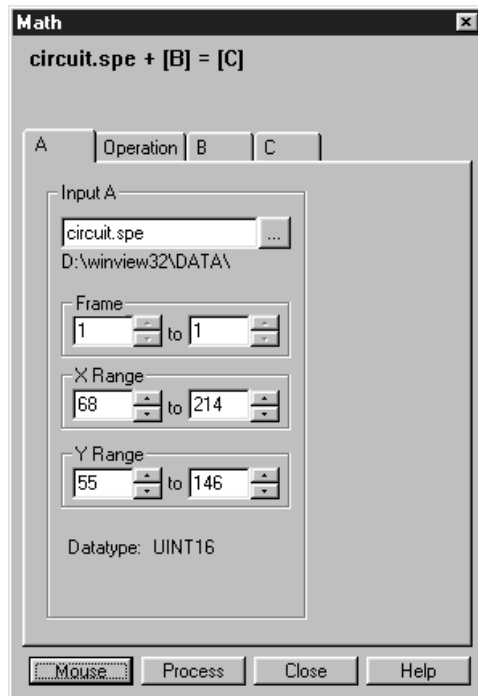 Math
circuit.spe + [B] = [C]
A Operation B C
Input A
circuit.spe ...
D:\winview32\DATA\
Frame
1 to 1
X Range
68 to 214
Y Range
55 to 146
Datatype: UINT16
Mouse Process Close Help